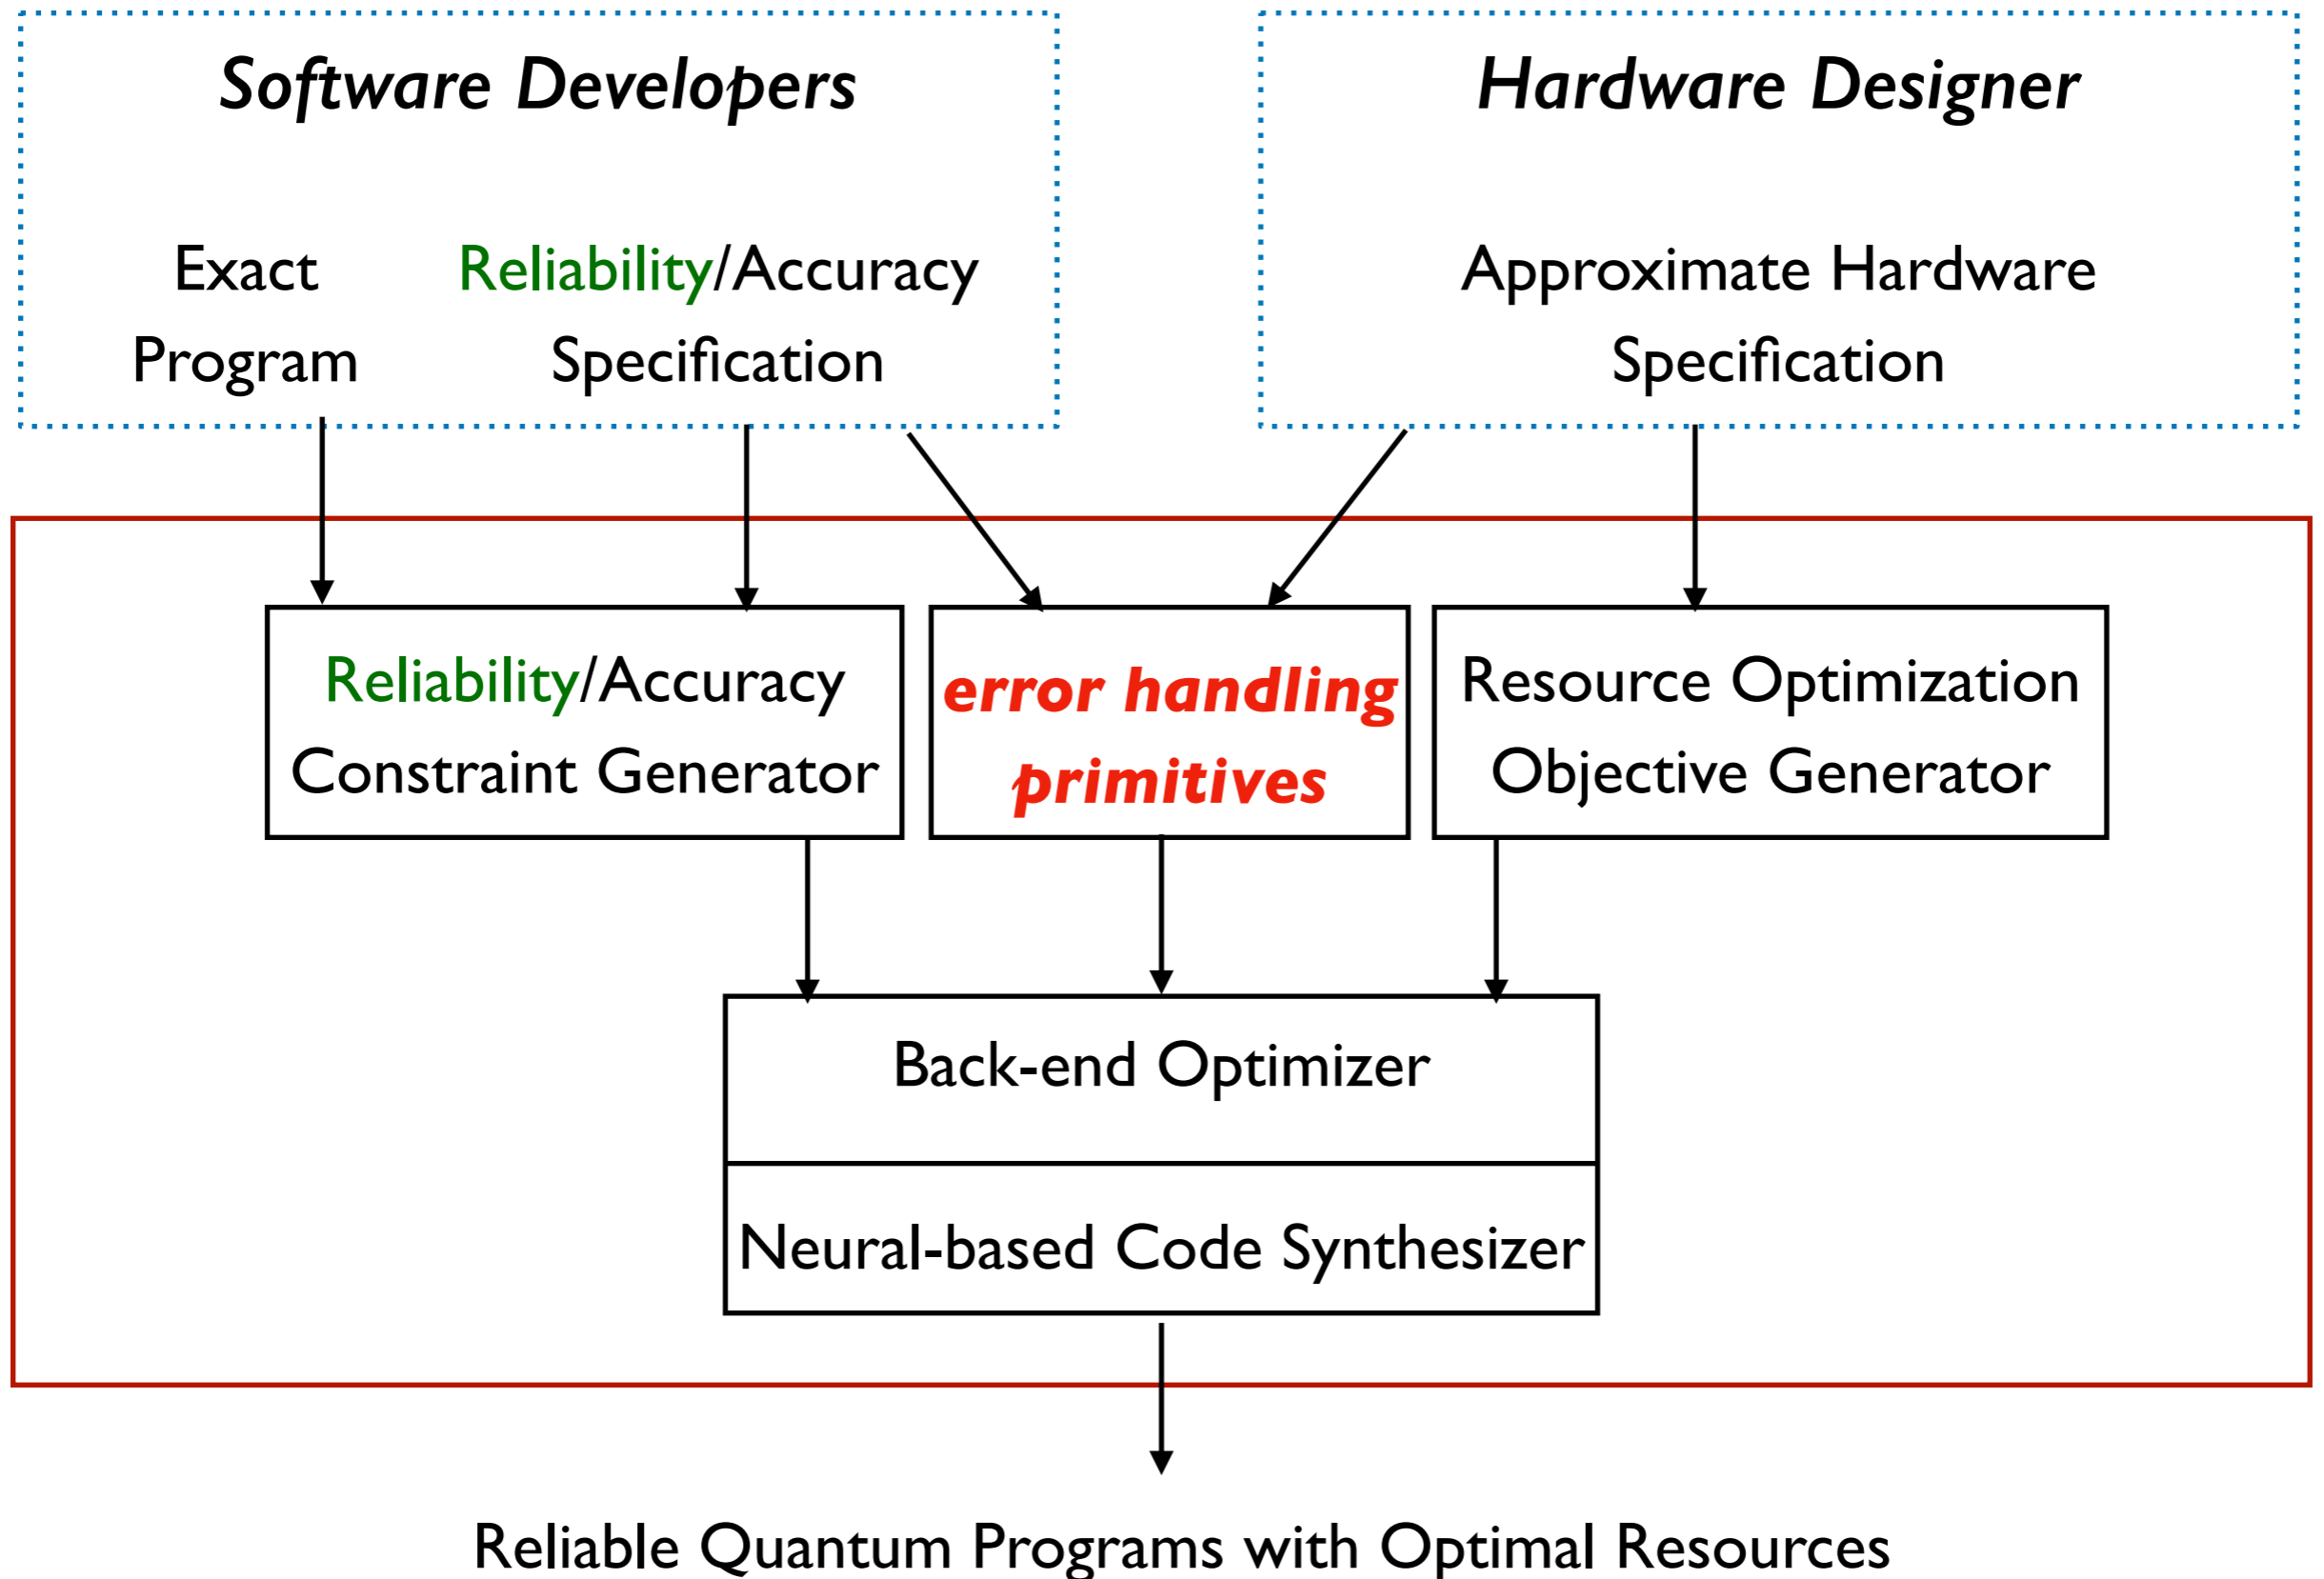 Software Developers
Hardware Designer
Exact
Program
Reliability/Accuracy
Specification
Approximate Hardware
Specification
Reliability/Accuracy
Constraint Generator
error handling
primitives
Resource Optimization
Objective Generator
Back-end Optimizer
Neural-based Code Synthesizer
Reliable Quantum Programs with Optimal Resources